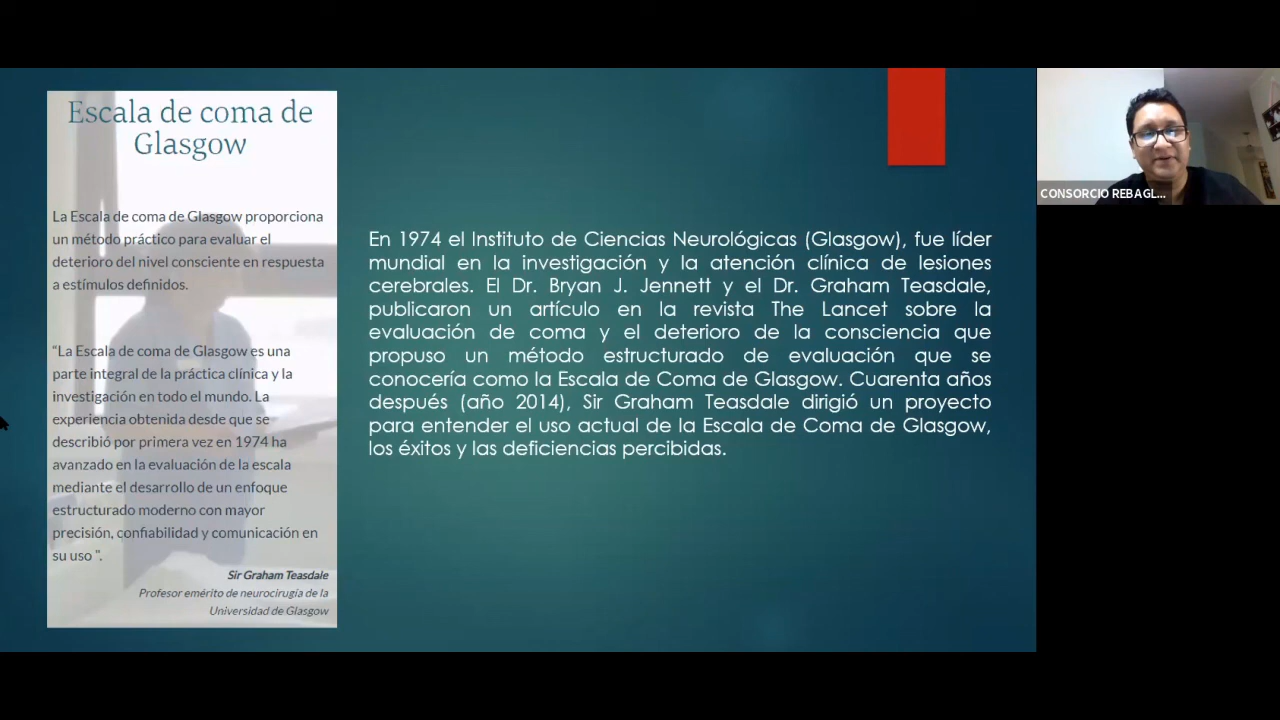 Escala de coma de
Glasgow
La Escala de coma de Glasgow proporciona
un método práctico para evaluar el
deterioro del nivel consciente en respuesta
a estímulos definidos.
“La Escala de coma de Glasgow es una
parte integral de la práctica clínica y la
investigación en todo el mundo. La
experiencia obtenida desde que se
describió por primera vez en 1974 ha
avanzado en la evaluación de la escala
mediante el desarrollo de un enfoque
estructurado moderno con mayor
precisión, confiabilidad y comunicación en
su uso ".
Sir Graham Teasdale
Profesor emérito de neurocirugía de la
Universidad de Glasgow
En 1974 el Instituto de Ciencias Neurológicas (Glasgow), fue líder
mundial en la investigación y la atención clínica de lesiones
cerebrales. El Dr. Bryan J. Jennett y el Dr. Graham Teasdale,
publicaron un artículo en la revista The Lancet sobre la
evaluación de coma y el deterioro de la consciencia que
propuso un método estructurado de evaluación que se
conocería como la Escala de Coma de Glasgow. Cuarenta años
después (año 2014), Sir Graham Teasdale dirigió un proyecto
para entender el uso actual de la Escala de Coma de Glasgow,
los éxitos y las deficiencias percibidas.
CONSORCIO REBAGL...